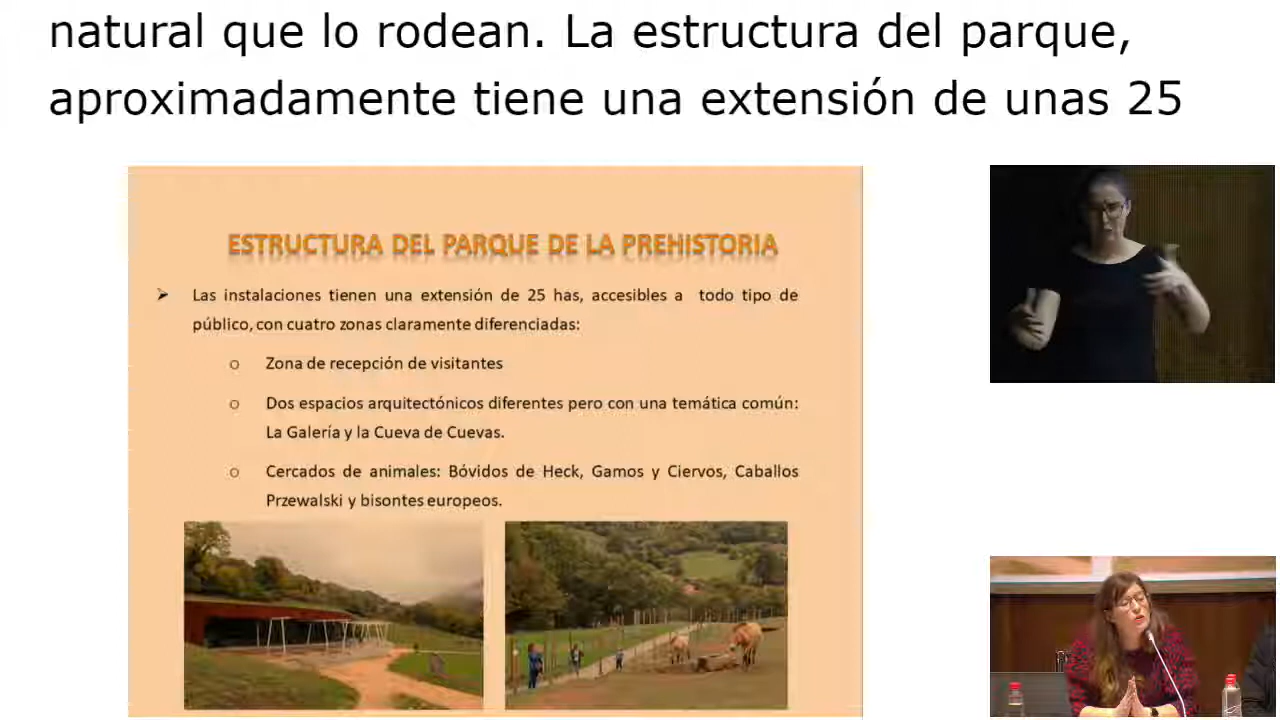 natural que lo rodean. La estructura del parque,
aproximadamente tiene una extensión de unas 25
ESTRUCTURA DEL PARQUE DE LA PREHISTORIA
➢ Las instalaciones tienen una extensión de 25 has, accesibles a todo tipo de
público, con cuatro zonas claramente diferenciadas:
o Zona de recepción de visitantes
o Dos espacios arquitectónicos diferentes pero con una temática común:
La Galería y la Cueva de Cuevas.
o Cercados de animales: Bóvidos de Heck, Gamos y Ciervos, Caballos
Przewalski y bisontes europeos.